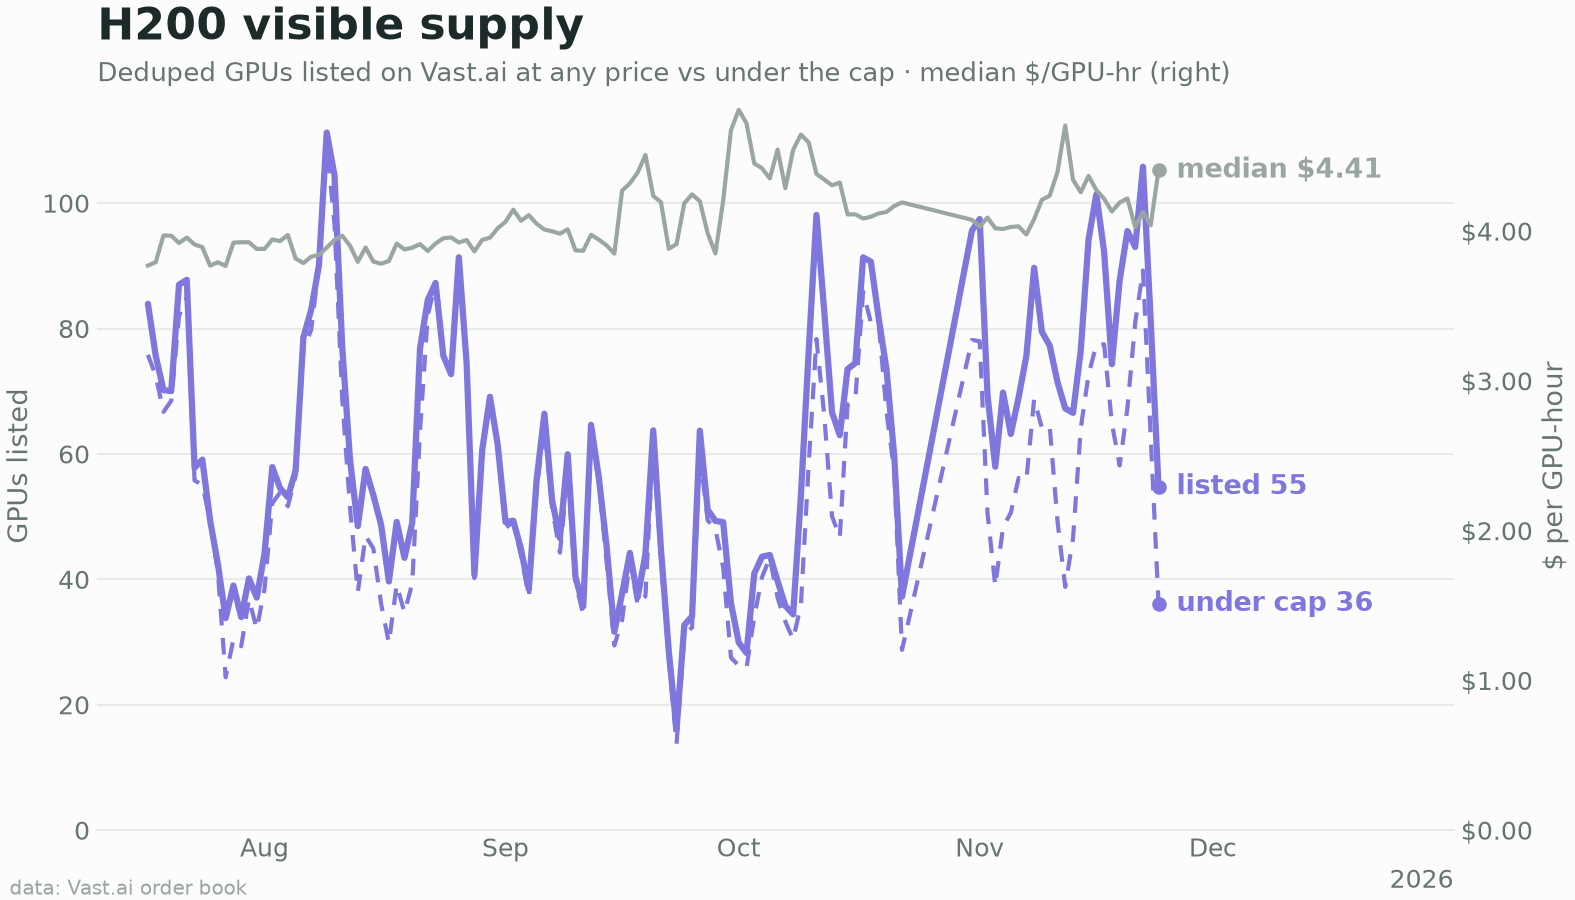 H200 visible supply
Deduped GPUs listed on Vast.ai at any price vs under the cap · median $/GPU-hr (right)
GPUs listed
100
80
60
40
20
0
median $4.41
listed 55
under cap 36
$4.00
$3.00
$2.00
$1.00
$0.00
$ per GPU-hour
Aug Sep Oct Nov Dec
2026
data: Vast.ai order book